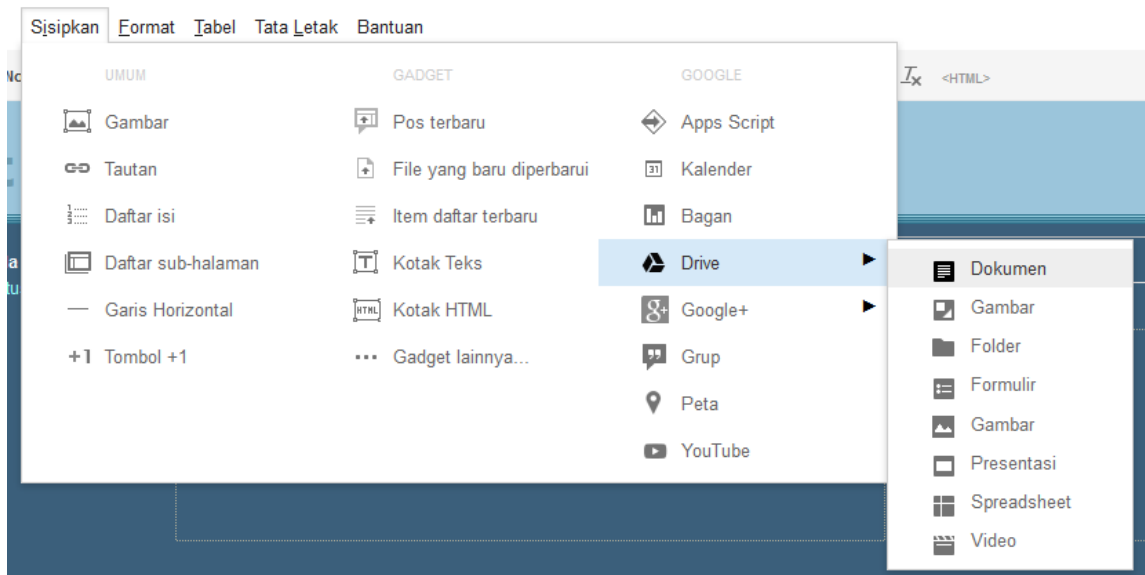 Sisipkan Format Tabel Tata Letak Bantuan
UMUM
Gambar
Tautan
Daftar isi
Daftar sub-halaman
Garis Horizontal
+1 Tombol +1
GADGET
Pos terbaru
File yang baru diperbarui
Item daftar terbaru
Kotak Teks
HTML Kotak HTML
Gadget lainnya...
GOOGLE
Apps Script
31 Kalender
Bagan
Drive
g+ Google+
Grup
Peta
YouTube
<HTML>
Dokumen
Gambar
Folder
Formulir
Gambar
Presentasi
Spreadsheet
Video